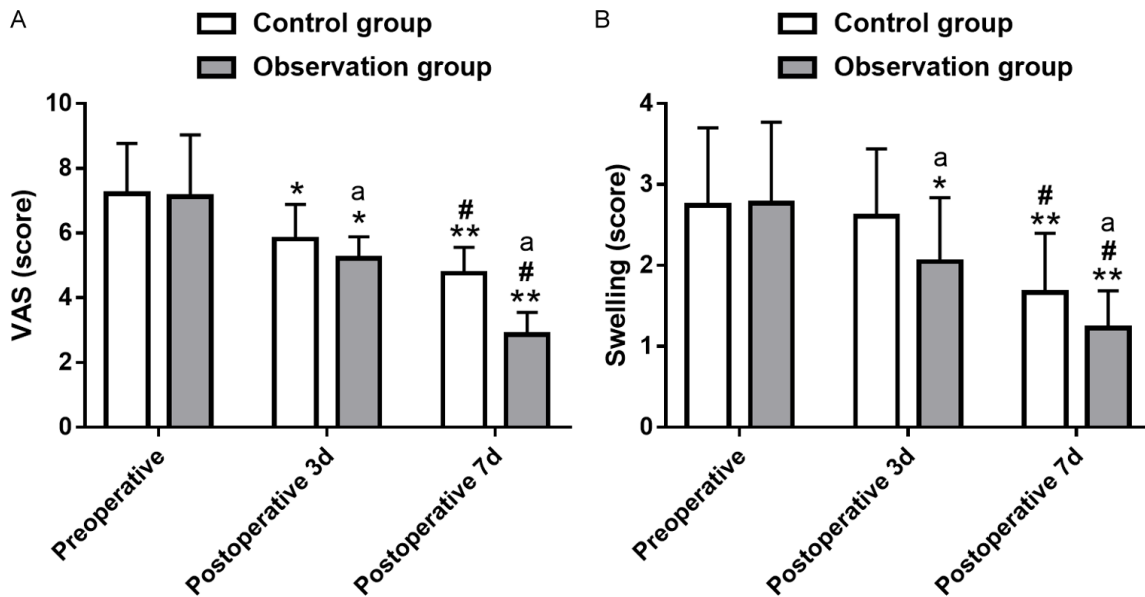 A
Control group
Observation group
VAS (score)
10
8
6
4
2
0
*
a
*
#
**
a
#
**
Preoperative
Postoperative 3d
Postoperative 7d
B
Control group
Observation group
Swelling (score)
4
3
2
1
0
a
*
#
**
a
#
**
Preoperative
Postoperative 3d
Postoperative 7d